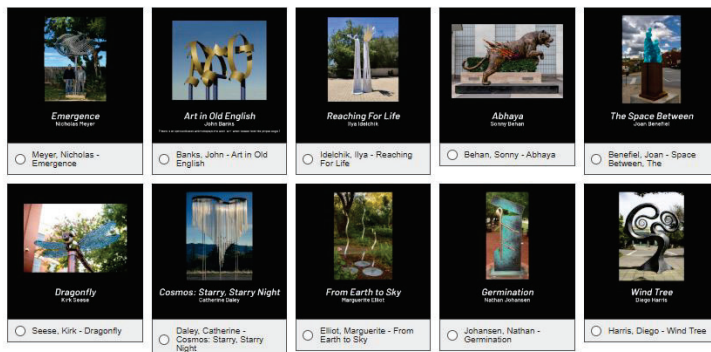 Emergence
Nicholas Meyer
Meyer, Nicholas -
Emergence
Art in Old English
John Banks
Banks, John - Art in Old
English
Reaching For Life
Ilya Idelchik
Idelchik, Ilya - Reaching
For Life
Abhaya
Sonny Behan
Behan, Sonny - Abhaya
The Space Between
Joan Benefiel
Benefiel, Joan - Space
Between, The
Dragonfly
Kirk Seese
Seese, Kirk - Dragonfly
Cosmos: Starry, Starry Night
Catherine Daley
Daley, Catherine -
Cosmos: Starry, Starry
Night
From Earth to Sky
Marguerite Elliot
Elliot, Marguerite - From
Earth to Sky
Germination
Nathan Johansen
Johansen, Nathan -
Germination
Wind Tree
Diego Harris
Harris, Diego - Wind Tree